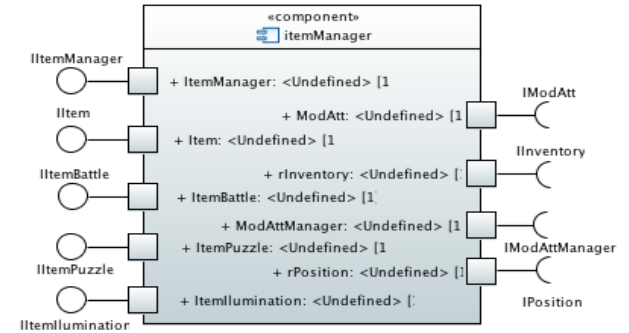 «component»
itemManager
IItemManager
+ ItemManager: <Undefined> [1
IModAtt
+ ModAtt: <Undefined> [1
IItem
+ Item: <Undefined> [1
IInventory
+ rInventory: <Undefined> [
IItemBattle
+ ItemBattle: <Undefined> [1
+ ModAttManager: <Undefined> [1
IModAttManager
+ ItemPuzzle: <Undefined> [1
IItemPuzzle
+ rPosition: <Undefined> [1
IPosition
+ ItemIlumination: <Undefined> [
IItemIlumination